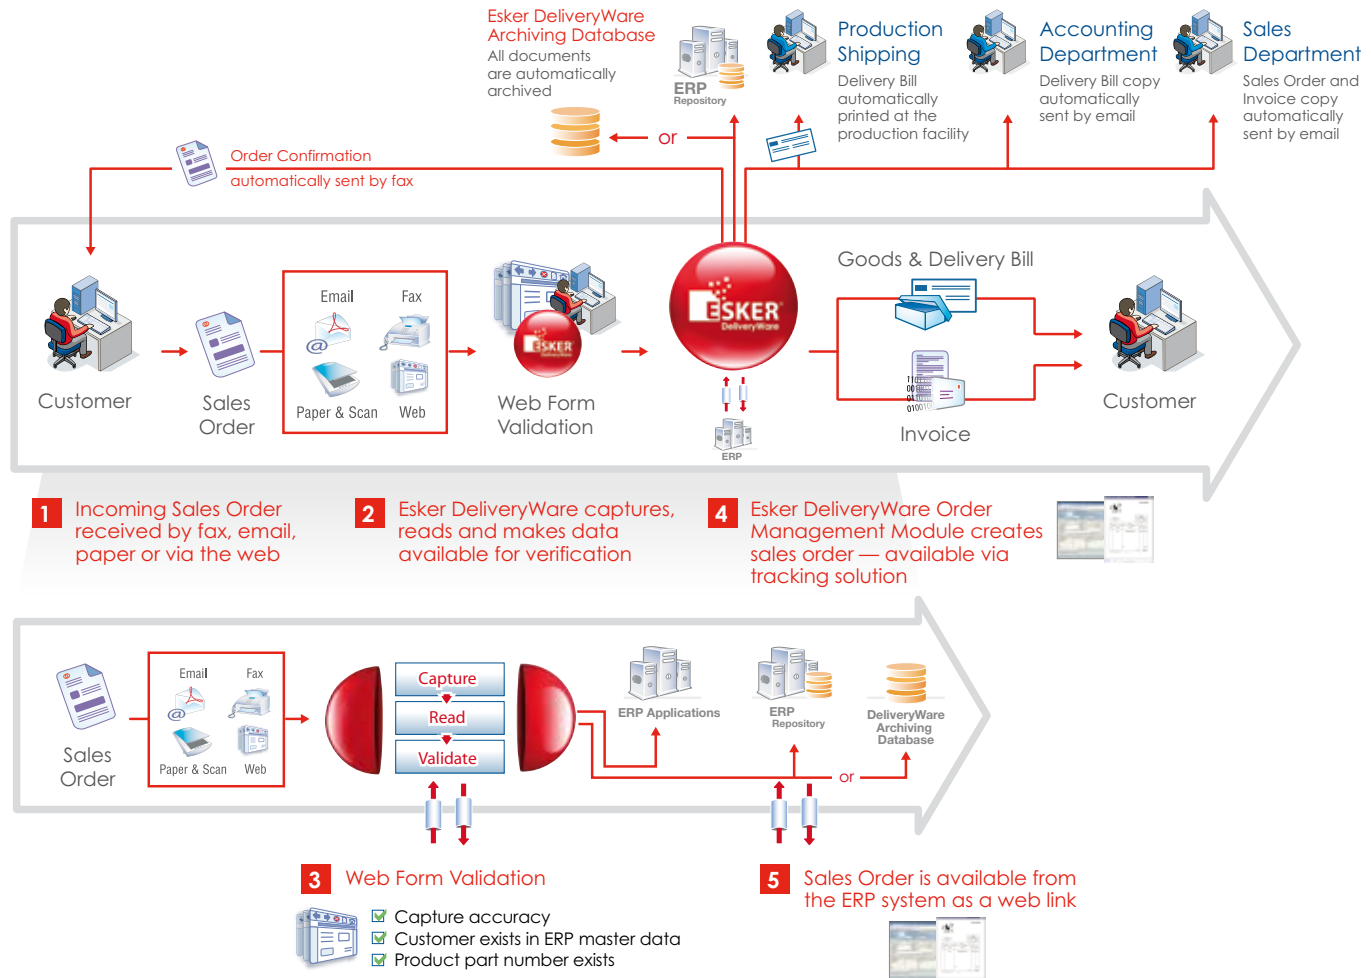 Esker DeliveryWare
Archiving Database
All documents
are automatically
archived
ERP
Repository
Production
Shipping
Delivery Bill
automatically
printed at the
production facility
Accounting
Department
Delivery Bill copy
automatically
sent by email
Sales
Department
Sales Order and
Invoice copy
automatically
sent by email
or
Order Confirmation
automatically sent by fax
Customer
Sales
Order
Email
Fax
Paper & Scan
Web
ESKER
DeliveryWare
Web Form
Validation
ESKER
DeliveryWare
ERP
Goods & Delivery Bill
Invoice
Customer
1
Incoming Sales Order
received by fax, email,
paper or via the web
2
Esker DeliveryWare captures,
reads and makes data
available for verification
4
Esker DeliveryWare Order
Management Module creates
sales order — available via
tracking solution
Sales
Order
Email
Fax
Paper & Scan
Web
Capture
Read
Validate
ERP Applications
ERP
Repository
DeliveryWare
Archiving
Database
or
3
Web Form Validation
Capture accuracy
Customer exists in ERP master data
Product part number exists
5
Sales Order is available from
the ERP system as a web link